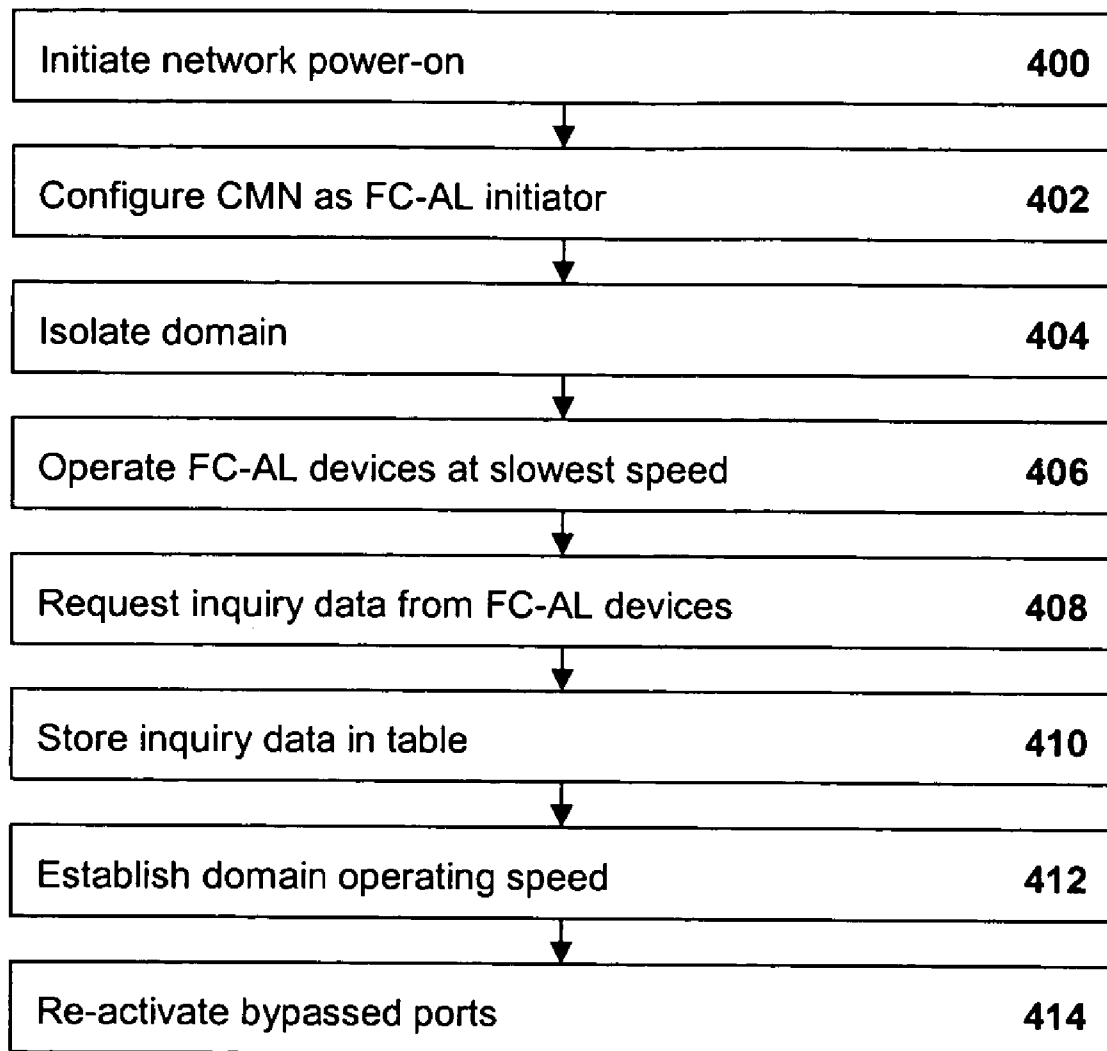 Initiate network power-on 400
Configure CMN as FC-AL initiator 402
Isolate domain 404
Operate FC-AL devices at slowest speed 406
Request inquiry data from FC-AL devices 408
Store inquiry data in table 410
Establish domain operating speed 412
Re-activate bypassed ports 414